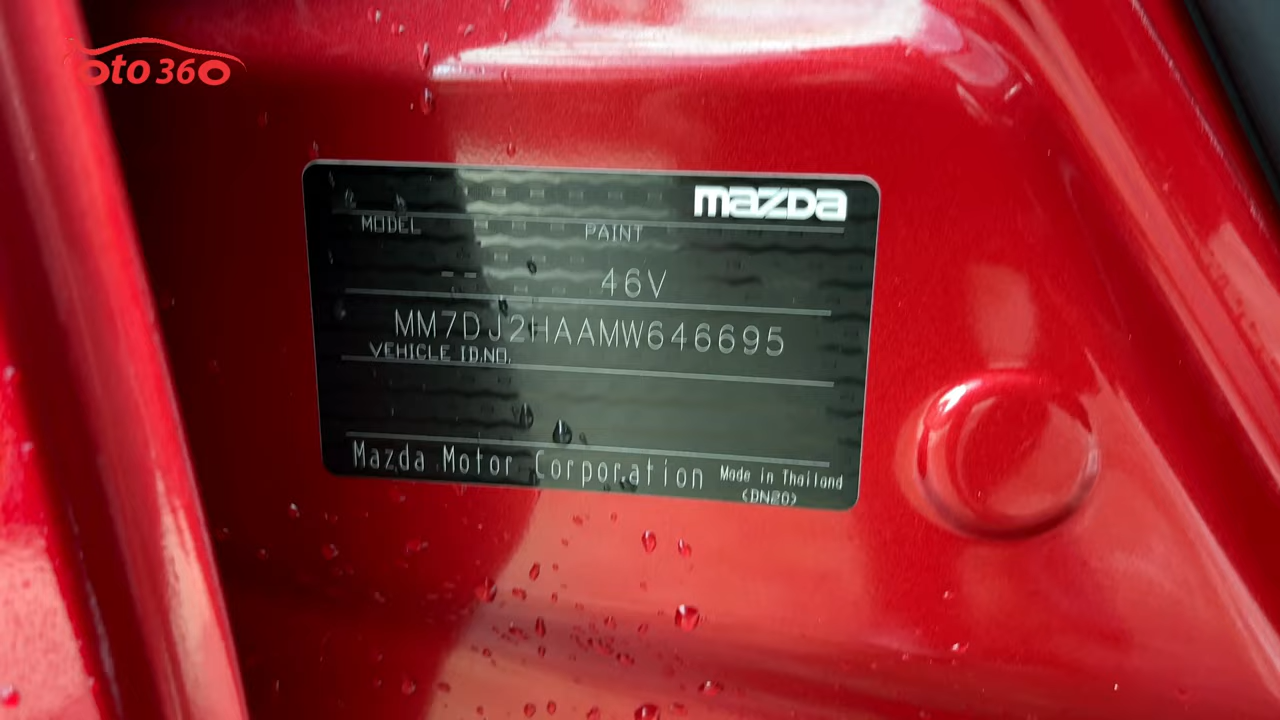 oto360
mazda
MODEL PAINT
-- 46V
MM7DJ2HAAMW646695
VEHICLE ID.NO.
Mazda Motor Corporation Made in Thailand
(DN20)